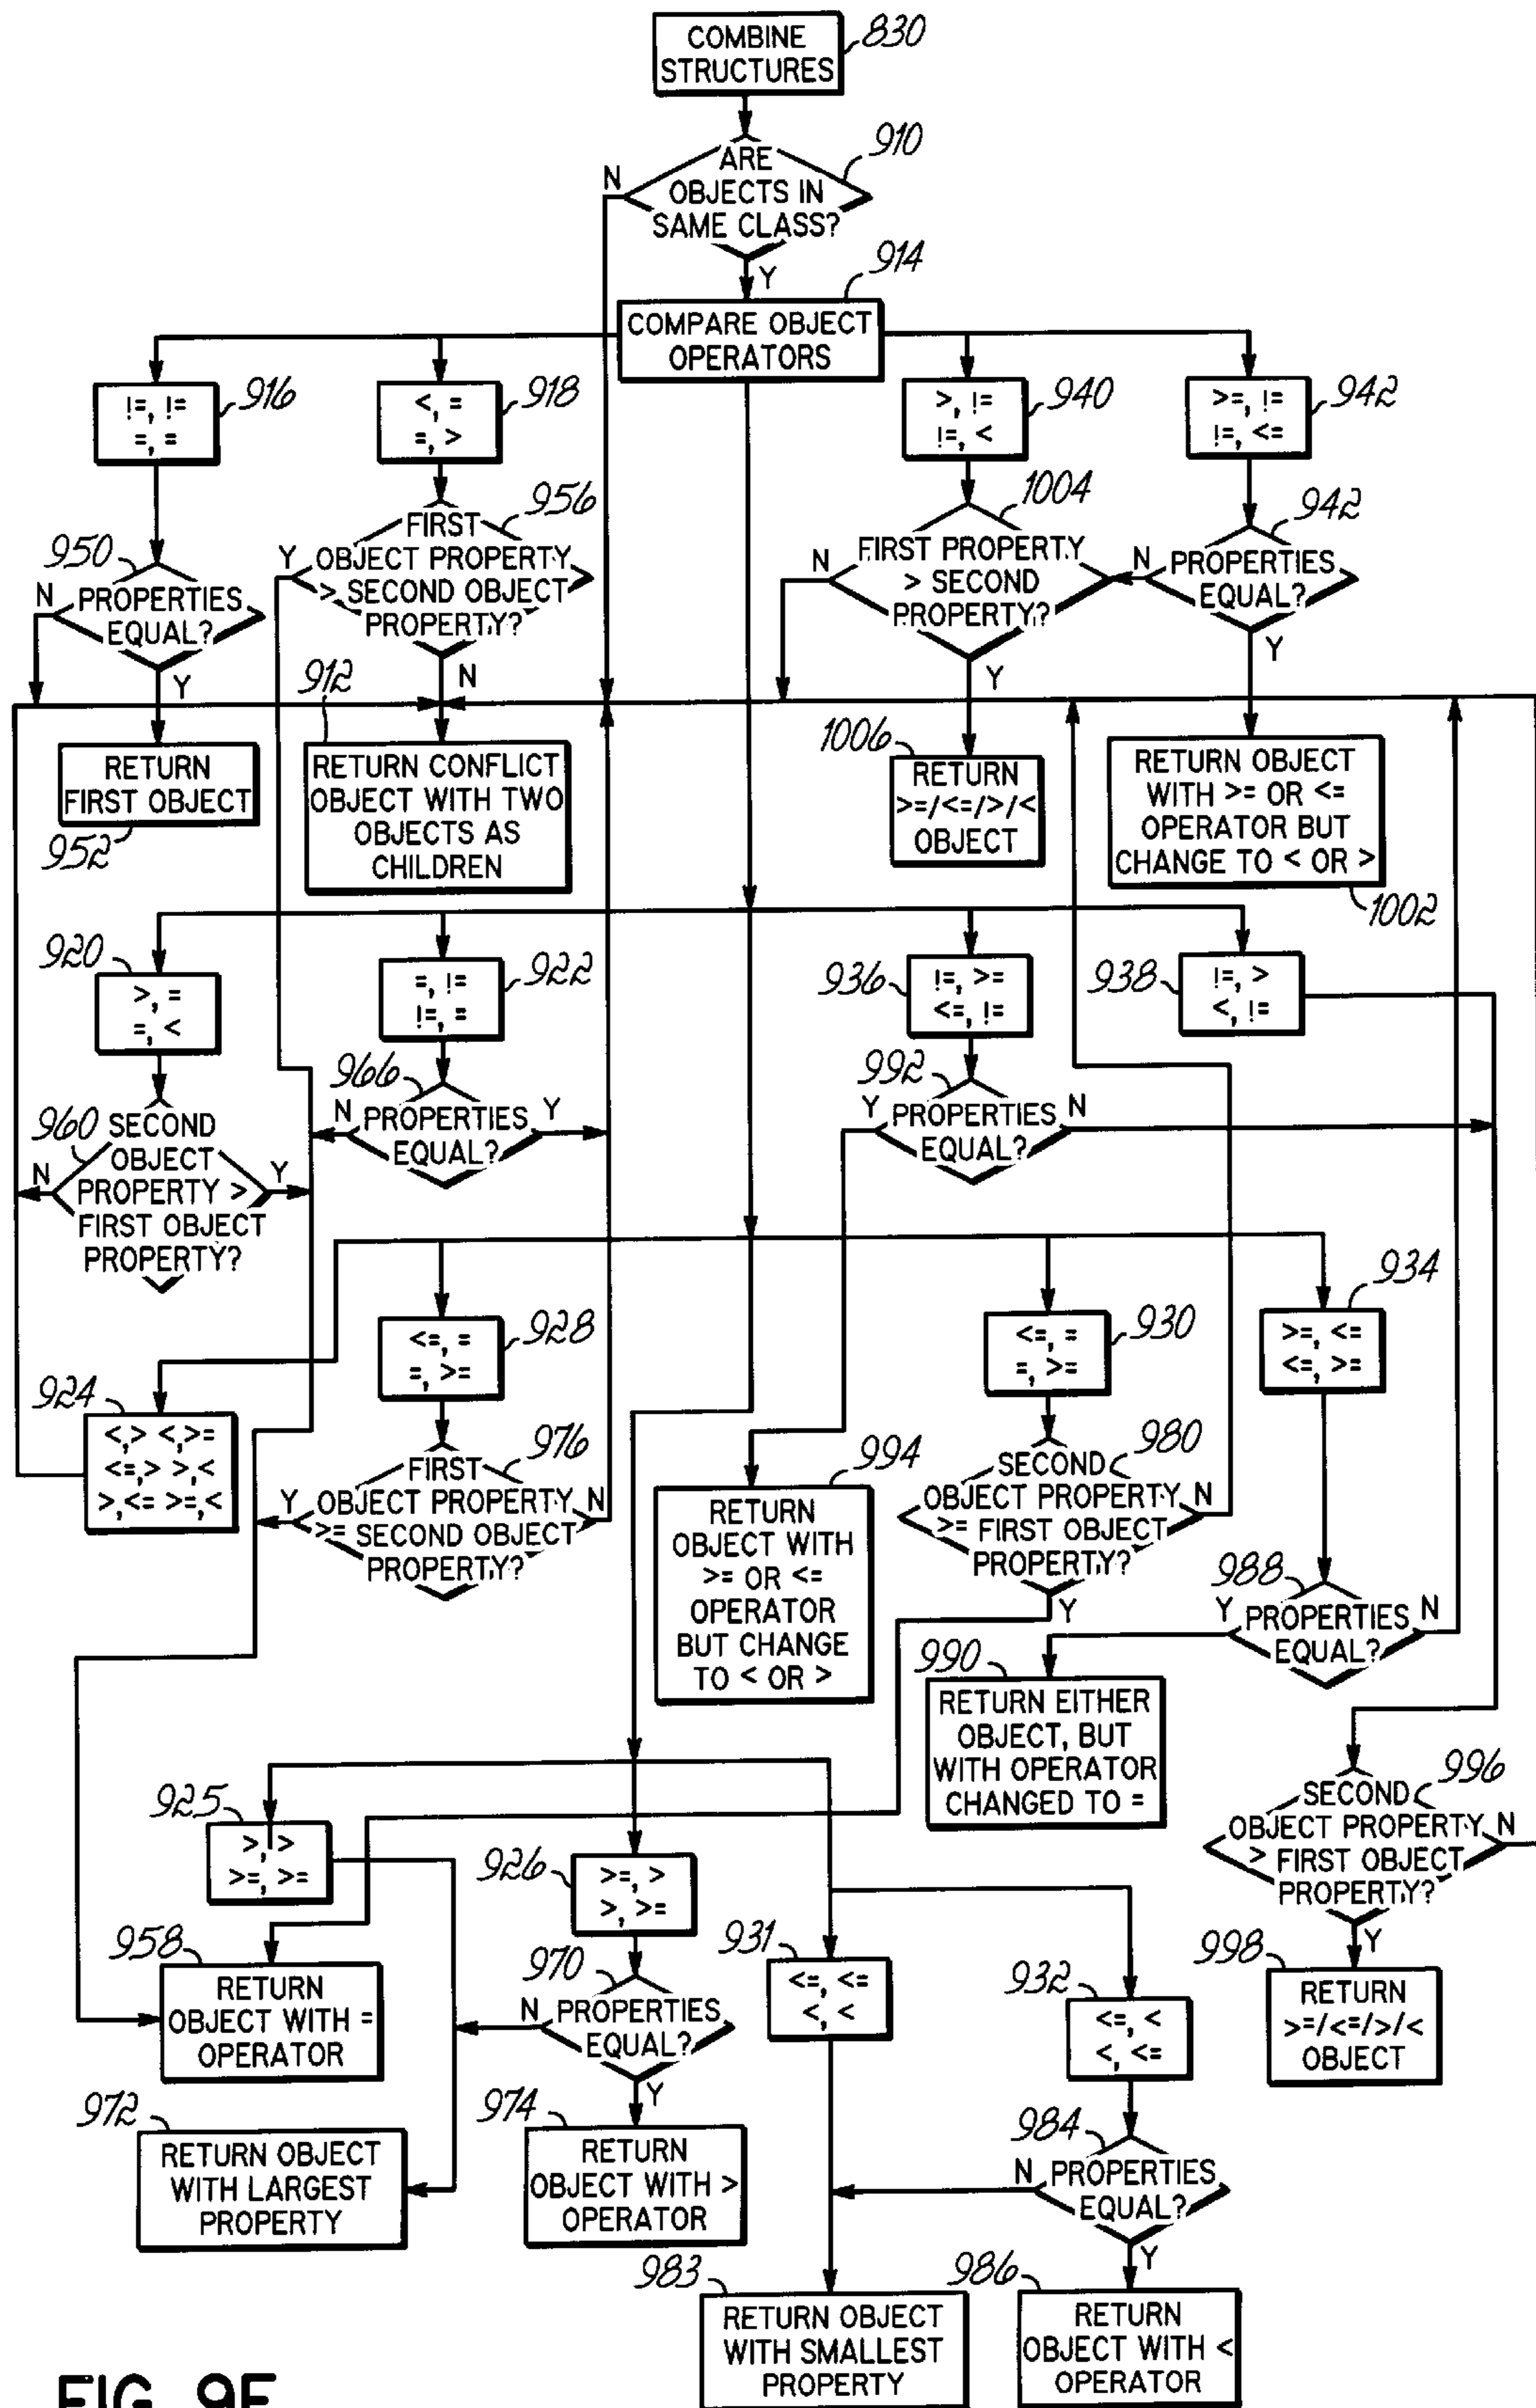 COMBINE
STRUCTURES
830
ARE
OBJECTS IN
SAME CLASS?
910
N
Y
914
COMPARE OBJECT
OPERATORS
!=, !=
=, =
916
<, =
=, >
918
>, !=
!=, <
940
>=, !=
!=, <=
942
950
PROPERTIES
EQUAL?
N
Y
FIRST
OBJECT PROPERTY
> SECOND OBJECT
PROPERTY?
956
Y
N
1004
FIRST PROPERTY
> SECOND
PROPERTY?
N
Y
942
PROPERTIES
EQUAL?
N
Y
RETURN
FIRST OBJECT
952
912
RETURN CONFLICT
OBJECT WITH TWO
OBJECTS AS
CHILDREN
1006
RETURN
>=/<=/>/<
OBJECT
RETURN OBJECT
WITH >= OR <=
OPERATOR BUT
CHANGE TO < OR >
1002
920
>, =
=, <
=, !=
!=, =
922
936
!=, >=
<=, !=
938
!=, >
<, !=
960
SECOND
OBJECT
PROPERTY >
FIRST OBJECT
PROPERTY?
N
Y
966
PROPERTIES
EQUAL?
N
Y
992
PROPERTIES
EQUAL?
Y
N
924
<,> <,>=
<=,> >,<
>,<= >=,<
<=, =
=, >=
928
<=, =
=, >=
930
934
>=, <=
<=, >=
FIRST
OBJECT PROPERTY
>= SECOND OBJECT
PROPERTY?
976
Y
N
994
RETURN
OBJECT WITH
>= OR <=
OPERATOR
BUT CHANGE
TO < OR >
SECOND
OBJECT PROPERTY
>= FIRST OBJECT
PROPERTY?
980
N
Y
988
PROPERTIES
EQUAL?
Y
N
990
RETURN EITHER
OBJECT, BUT
WITH OPERATOR
CHANGED TO =
925
>, >
>=, >=
926
>=, >
>, >=
SECOND
OBJECT PROPERTY
> FIRST OBJECT
PROPERTY?
996
N
Y
958
RETURN
OBJECT WITH =
OPERATOR
970
PROPERTIES
EQUAL?
N
Y
931
<=, <=
<, <
932
<=, <
<, <=
998
RETURN
>=/<=/>/<
OBJECT
972
RETURN OBJECT
WITH LARGEST
PROPERTY
974
RETURN
OBJECT WITH >
OPERATOR
984
PROPERTIES
EQUAL?
N
Y
983
RETURN OBJECT
WITH SMALLEST
PROPERTY
986
RETURN
OBJECT WITH <
OPERATOR